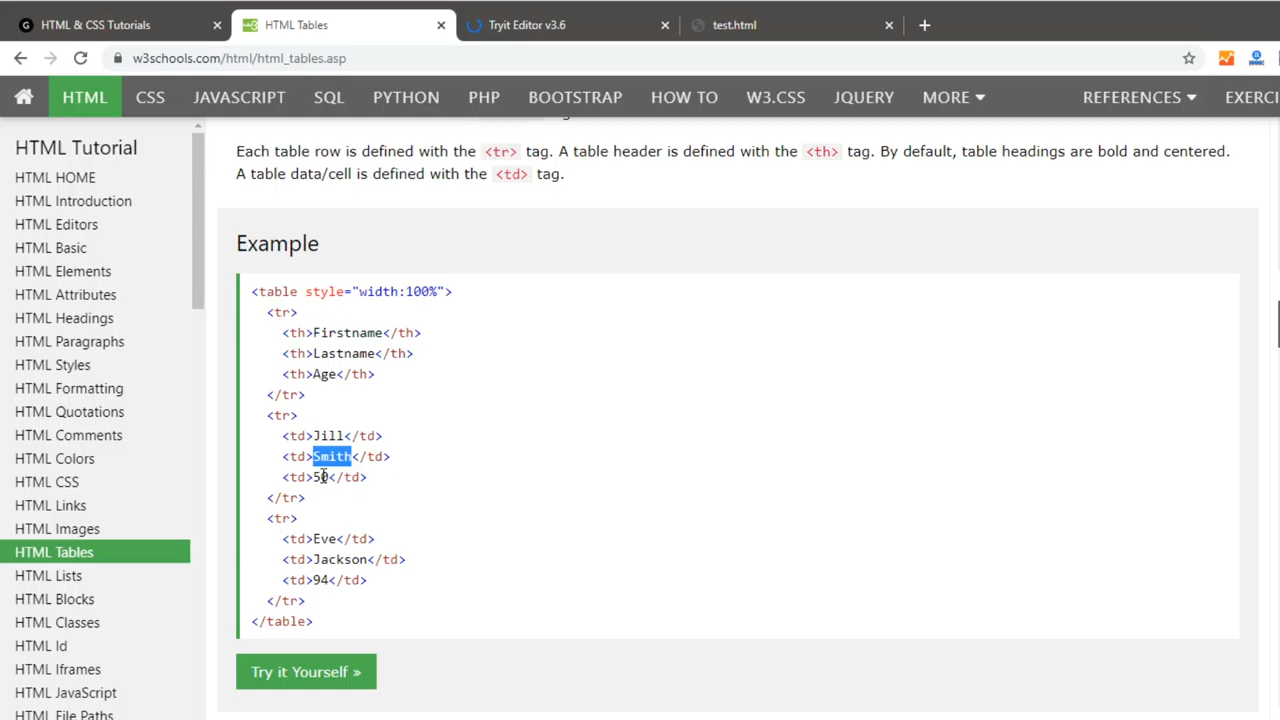 HTML & CSS Tutorials
HTML Tables
Tryit Editor v3.6
test.html
w3schools.com/html/html_tables.asp
HTML
CSS
JAVASCRIPT
SQL
PYTHON
PHP
BOOTSTRAP
HOW TO
W3.CSS
JQUERY
MORE
REFERENCES
EXERCI
HTML Tutorial
HTML HOME
HTML Introduction
HTML Editors
HTML Basic
HTML Elements
HTML Attributes
HTML Headings
HTML Paragraphs
HTML Styles
HTML Formatting
HTML Quotations
HTML Comments
HTML Colors
HTML CSS
HTML Links
HTML Images
HTML Tables
HTML Lists
HTML Blocks
HTML Classes
HTML Id
HTML Iframes
HTML JavaScript
HTML File Paths
Each table row is defined with the <tr> tag. A table header is defined with the <th> tag. By default, table headings are bold and centered.
A table data/cell is defined with the <td> tag.
Example
<table style="width:100%">
<tr>
<th>Firstname</th>
<th>Lastname</th>
<th>Age</th>
</tr>
<tr>
<td>Jill</td>
<td>Smith</td>
<td>50</td>
</tr>
<tr>
<td>Eve</td>
<td>Jackson</td>
<td>94</td>
</tr>
</table>
Try it Yourself »